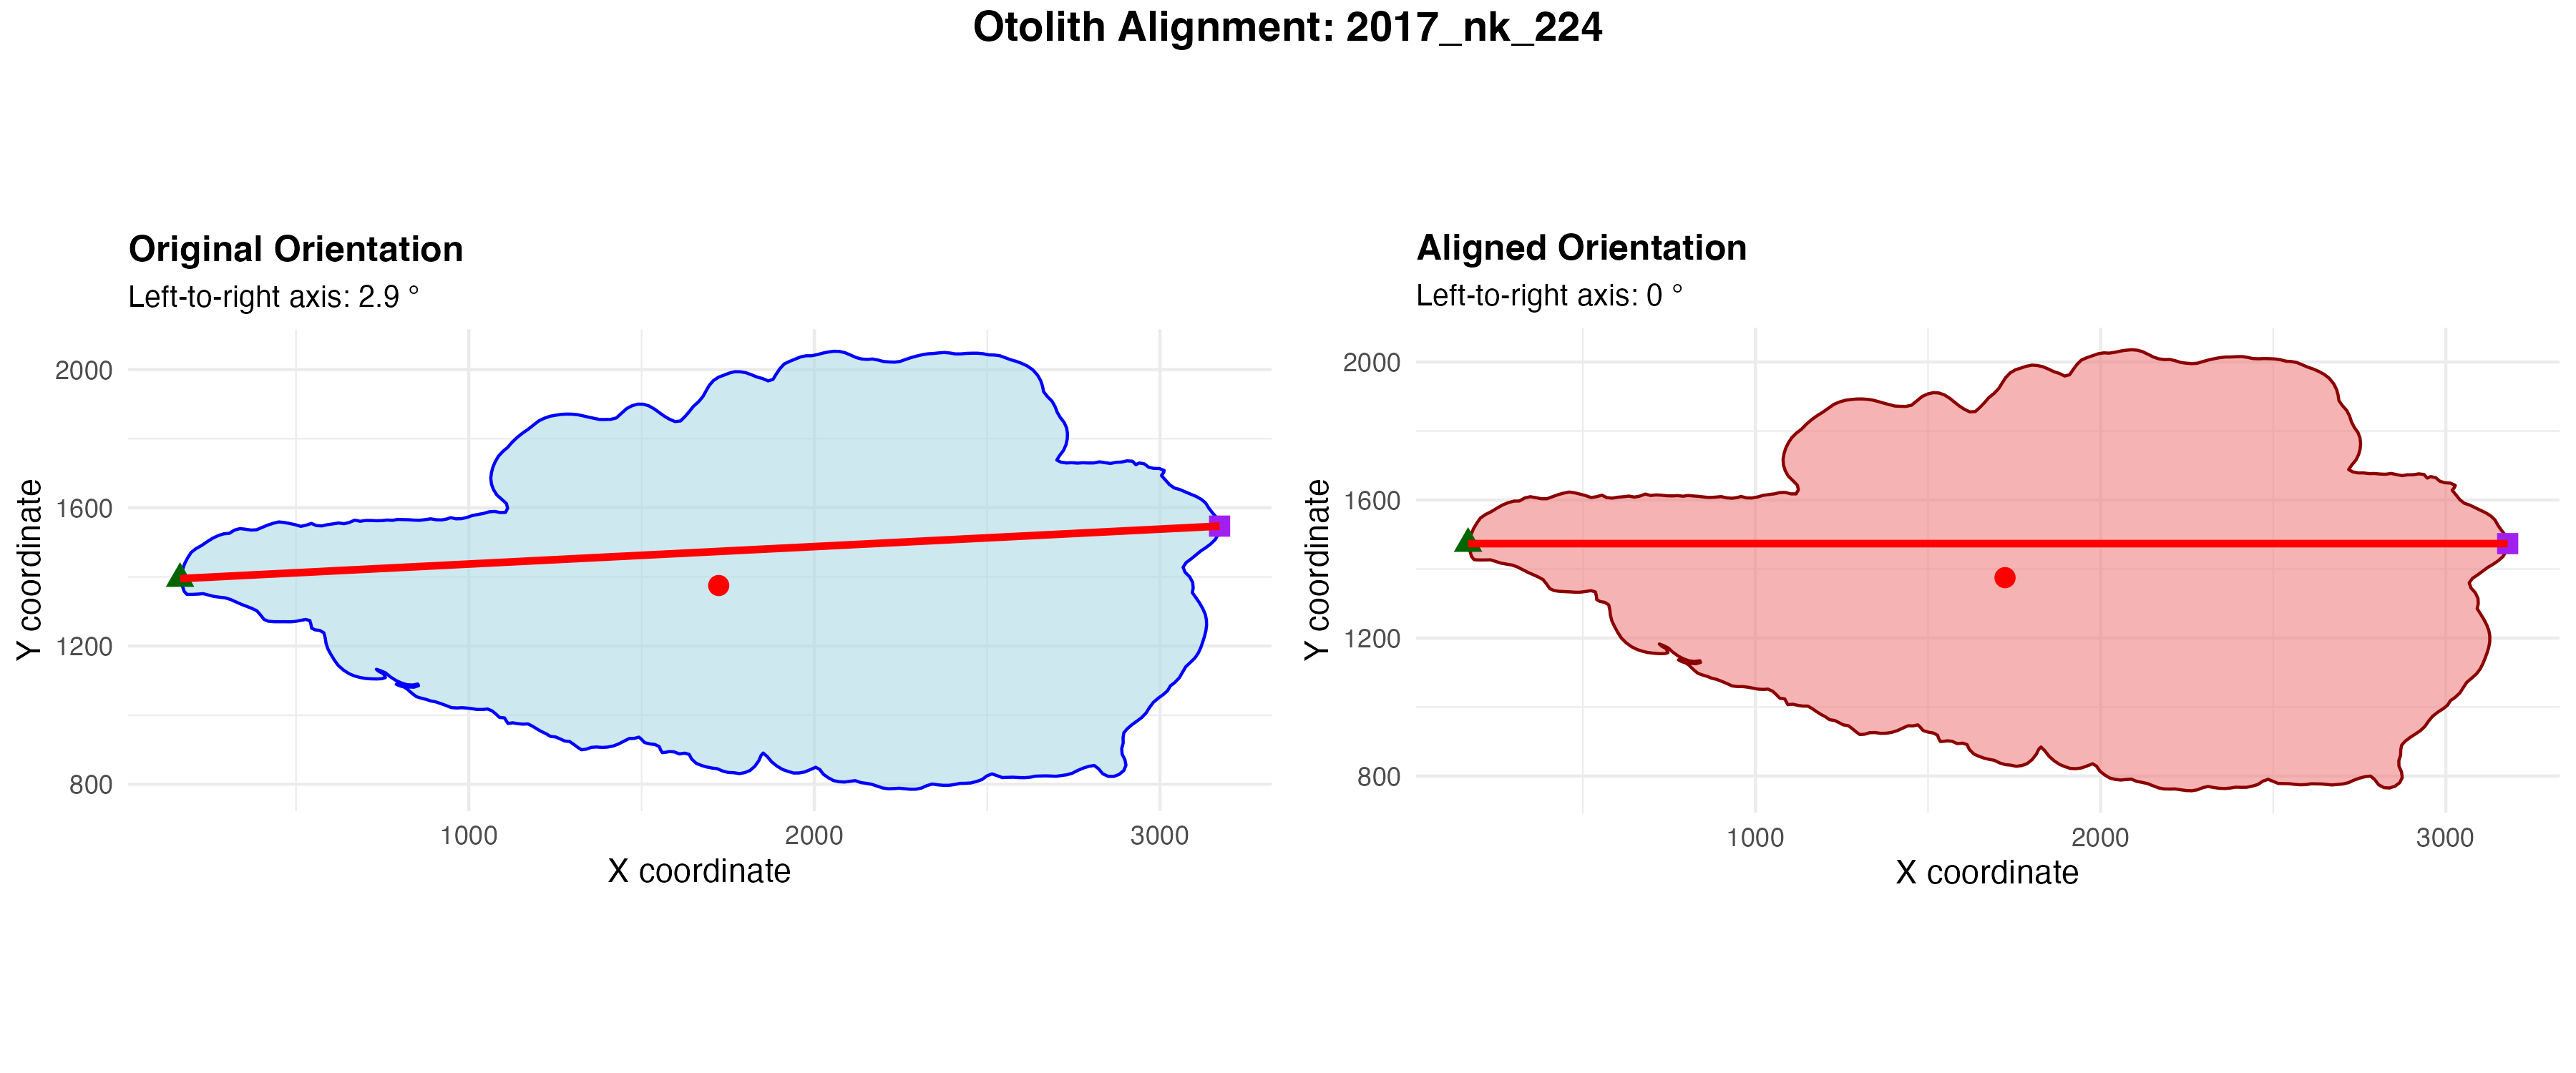 Otolith Alignment: 2017_nk_224
Original Orientation
Left-to-right axis: 2.9 °
Y coordinate
2000
1600
1200
800
1000 2000 3000
X coordinate
Aligned Orientation
Left-to-right axis: 0 °
Y coordinate
2000
1600
1200
800
1000 2000 3000
X coordinate